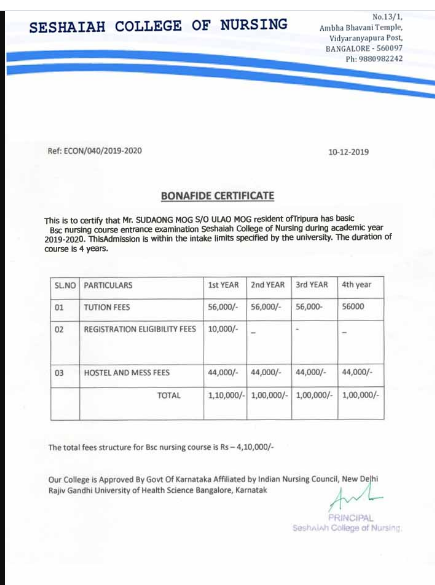 SESHAIAH COLLEGE OF NURSING
No.13/1,
Ambha Bhavani Temple,
Vidyaranyapura Post,
BANGALORE - 560097
Ph: 9880982242
Ref: ECON/040/2019-2020
10-12-2019
BONAFIDE CERTIFICATE
This is to certify that Mr. SUDAONG MOG S/O ULAO MOG resident ofTripura has basic
Bsc nursing course entrance examination Seshaiah College of Nursing during academic year
2019-2020. ThisAdmission is within the intake limits specified by the university. The duration of
course is 4 years.
SL.NO PARTICULARS 1st YEAR 2nd YEAR 3rd YEAR 4th year
01 TUTION FEES 56,000/- 56,000/- 56,000- 56000
02 REGISTRATION ELIGIBILITY FEES 10,000/- _ - _
03 HOSTEL AND MESS FEES 44,000/- 44,000/- 44,000/- 44,000/-
TOTAL 1,10,000/- 1,00,000/- 1,00,000/- 1,00,000/-
The total fees structure for Bsc nursing course is Rs – 4,10,000/-
Our College is Approved By Govt Of Karnataka Affiliated by Indian Nursing Council, New Delhi
Rajiv Gandhi University of Health Science Bangalore, Karnatak
PRINCIPAL
Seshaiah College of Nursing